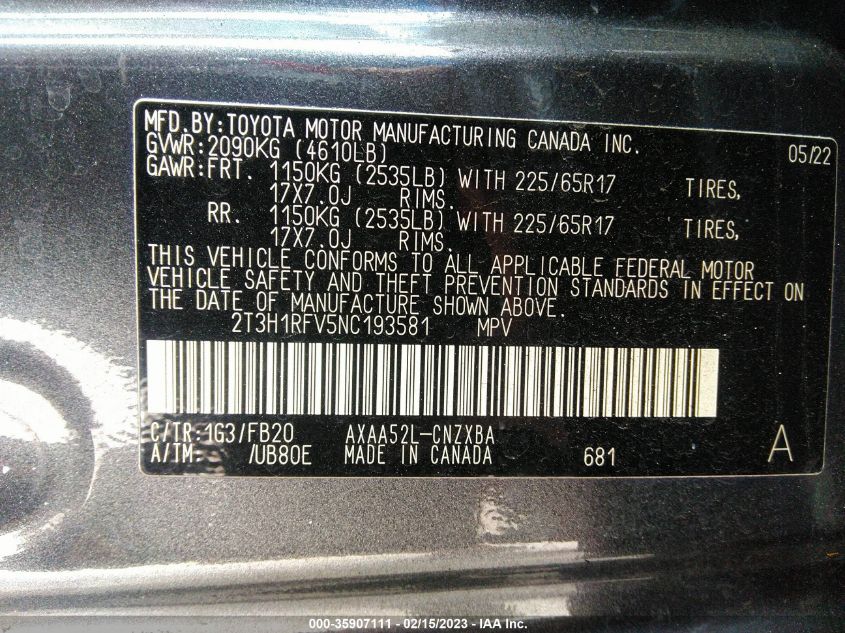 MFD.BY:TOYOTA MOTOR MANUFACTURING CANADA INC.
GVWR:2090KG (4610LB) 05/22
GAWR:FRT. 1150KG (2535LB) WITH 225/65R17 TIRES,
17X7.0J RIMS.
RR. 1150KG (2535LB) WITH 225/65R17 TIRES,
17X7.0J RIMS.
THIS VEHICLE CONFORMS TO ALL APPLICABLE FEDERAL MOTOR
VEHICLE SAFETY AND THEFT PREVENTION STANDARDS IN EFFECT ON
THE DATE OF MANUFACTURE SHOWN ABOVE.
2T3H1RFV5NC193581 MPV
C/TR:1G3/FB20 AXAA52L-CNZXBA
A/TM: /UB80E MADE IN CANADA 681 A
000-35907111 - 02/15/2023 - IAA Inc.